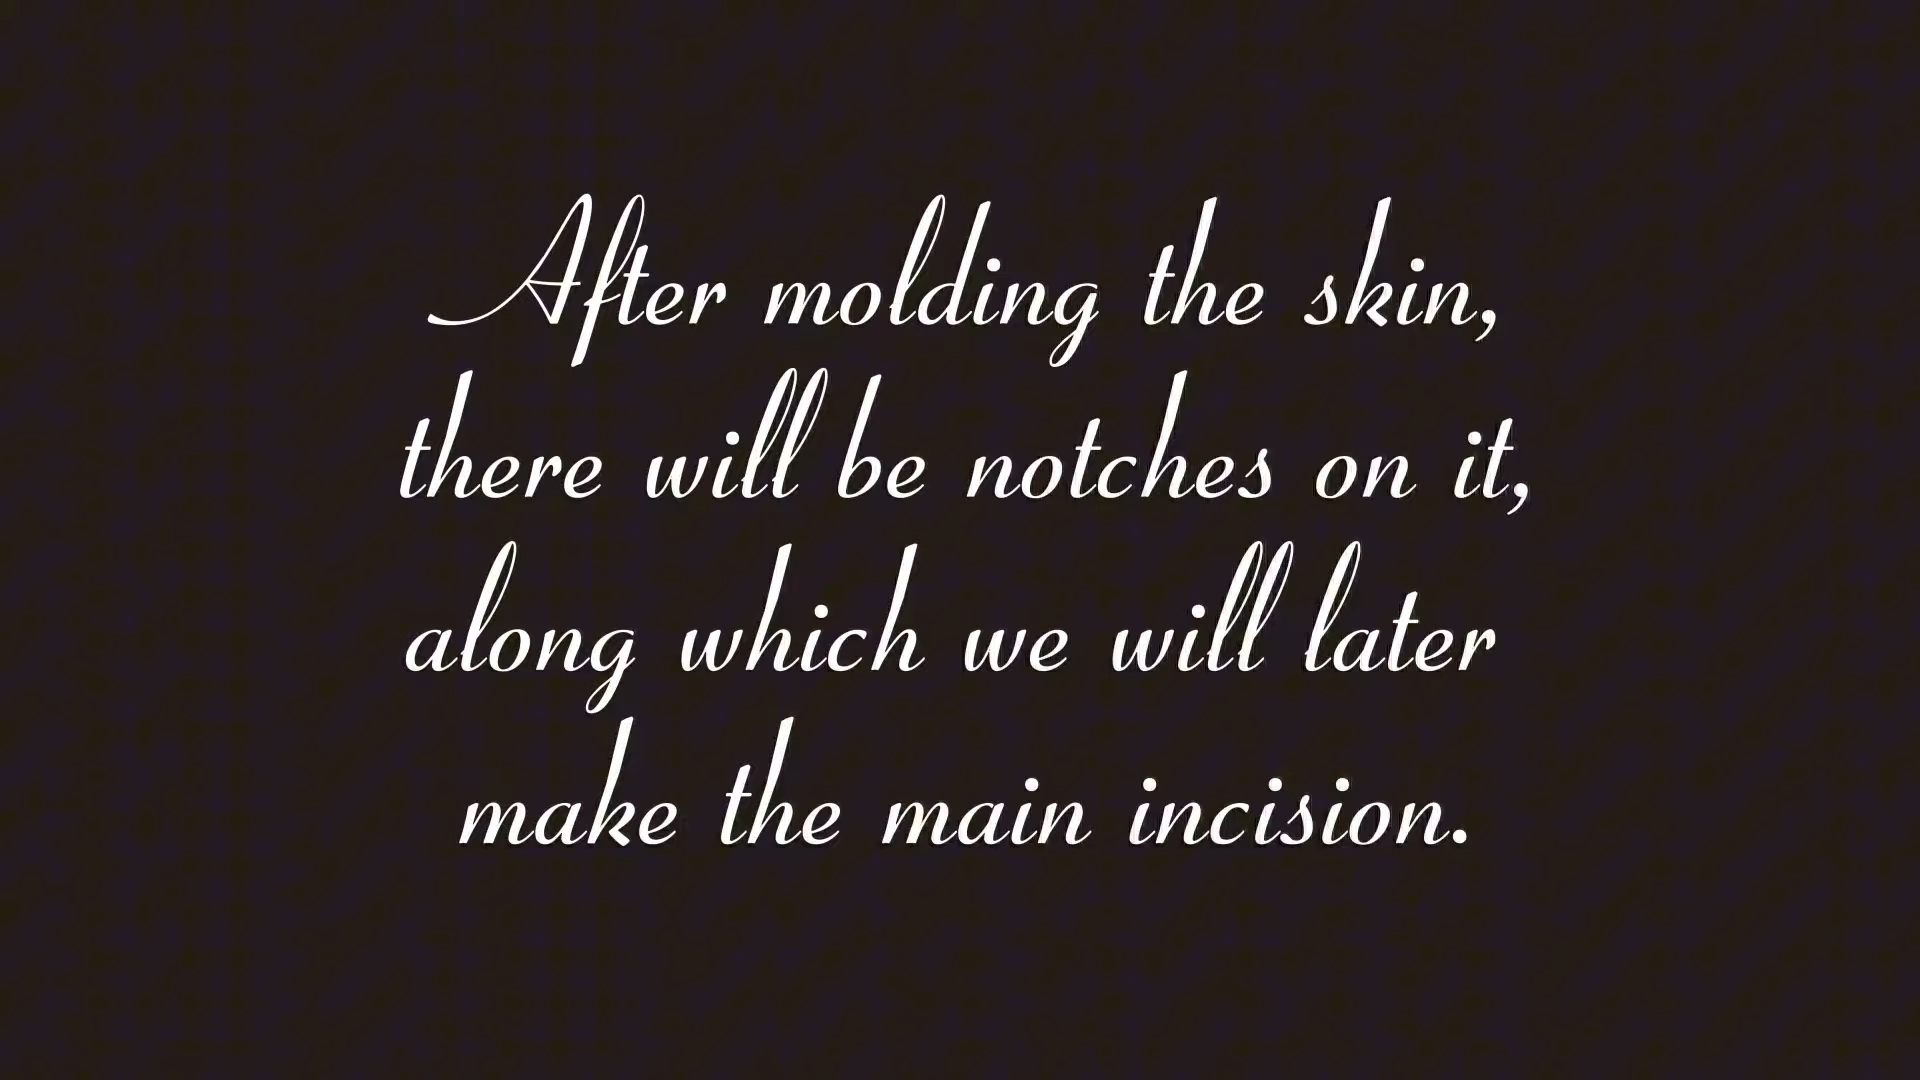 After molding the skin,
there will be notches on it,
along which we will later
make the main incision.